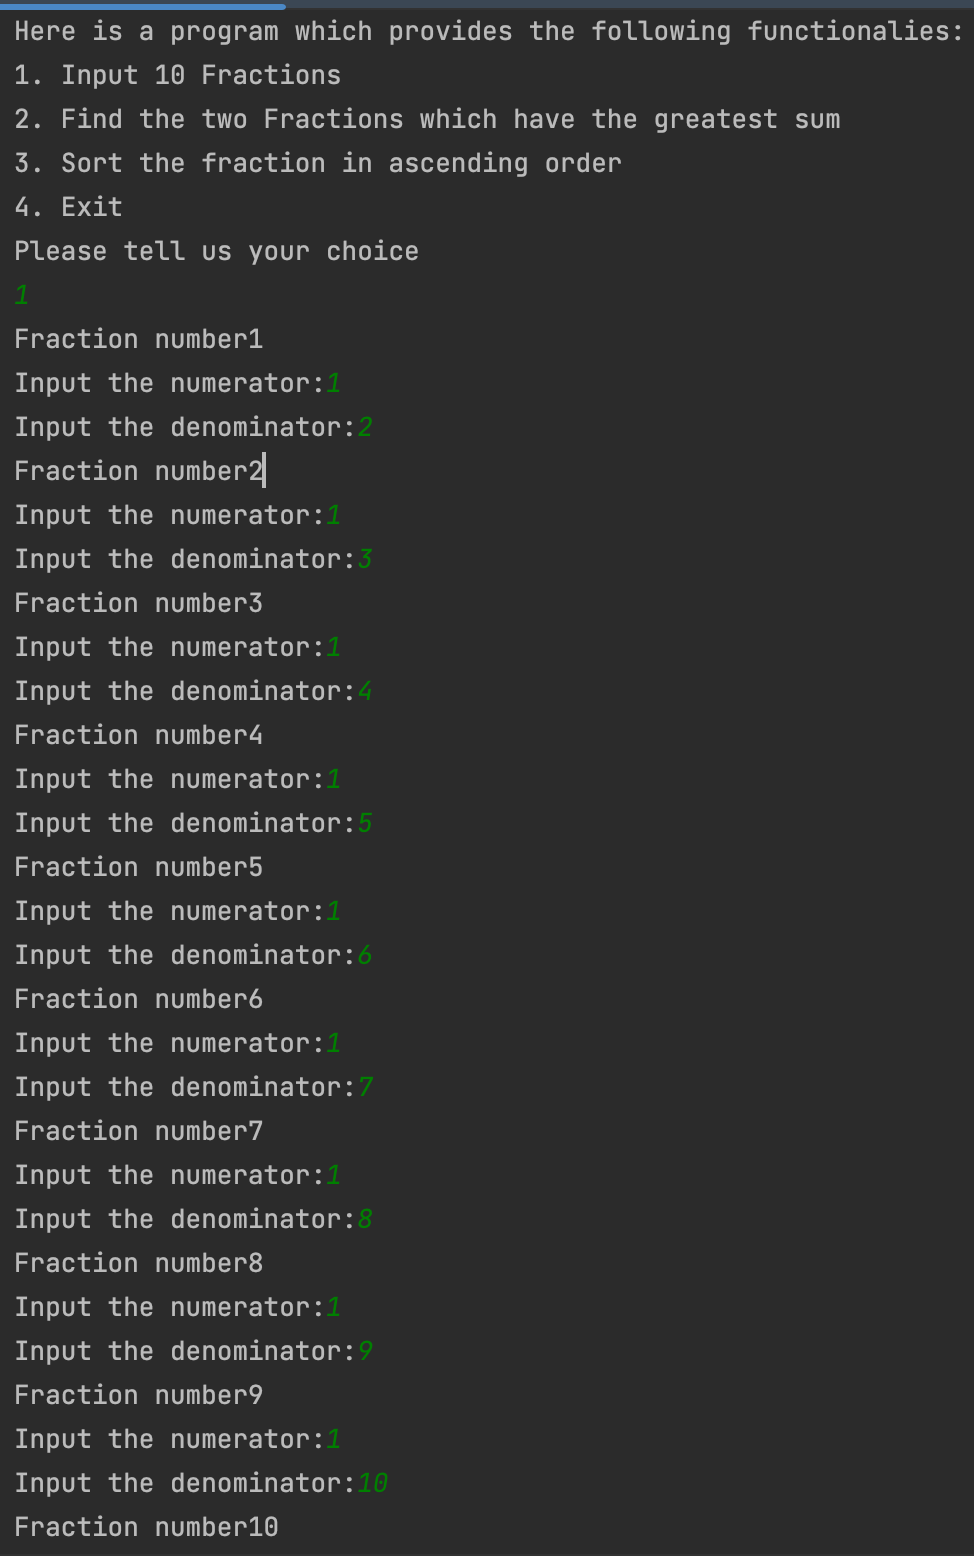 Here is a program which provides the following functionalies:
1. Input 10 Fractions
2. Find the two Fractions which have the greatest sum
3. Sort the fraction in ascending order
4. Exit
Please tell us your choice
1
Fraction number1
Input the numerator:1
Input the denominator:2
Fraction number2
Input the numerator:1
Input the denominator:3
Fraction number3
Input the numerator:1
Input the denominator:4
Fraction number4
Input the numerator:1
Input the denominator:5
Fraction number5
Input the numerator:1
Input the denominator:6
Fraction number6
Input the numerator:1
Input the denominator:7
Fraction number7
Input the numerator:1
Input the denominator:8
Fraction number8
Input the numerator:1
Input the denominator:9
Fraction number9
Input the numerator:1
Input the denominator:10
Fraction number10